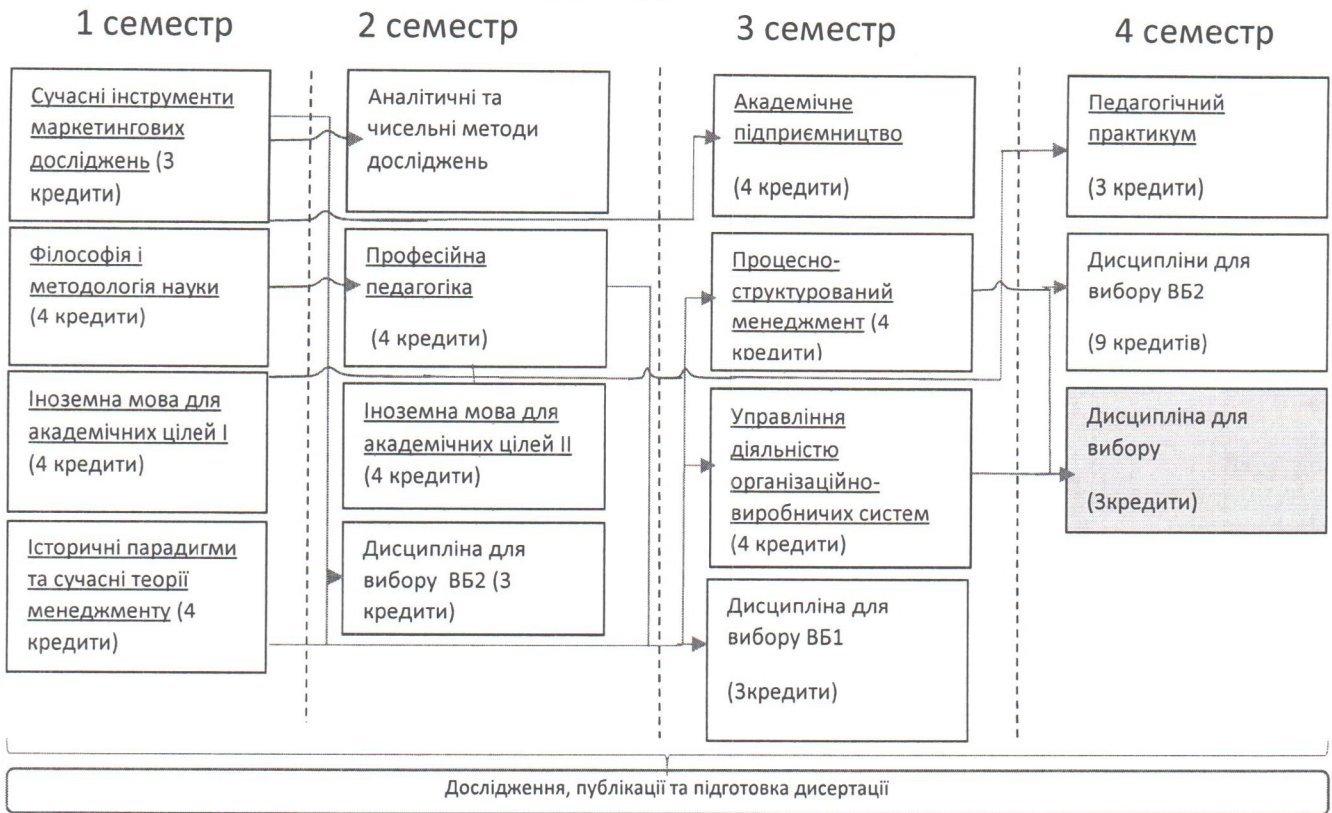 1 семестр
2 семестр
3 семестр
4 семестр
Сучасні інструменти
маркетингових
досліджень (3
кредити)
Філософія і
методологія науки
(4 кредити)
Іноземна мова для
академічних цілей I
(4 кредити)
Історичні парадигми
та сучасні теорії
менеджменту (4
кредити)
Аналітичні та
чисельні методи
досліджень
Професійна
педагогіка
(4 кредити)
Іноземна мова для
академічних цілей II
(4 кредити)
Дисципліна для
вибору ВБ2 (3
кредити)
Академічне
підприємництво
(4 кредити)
Процесно-
структурований
менеджмент (4
кредити)
Управління
діяльністю
організаційно-
виробничих систем
(4 кредити)
Дисципліна для
вибору ВБ1
(3кредити)
Педагогічний
практикум
(3 кредити)
Дисципліни для
вибору ВБ2
(9 кредитів)
Дисципліна для
вибору
(3кредити)
Дослідження, публікації та підготовка дисертації